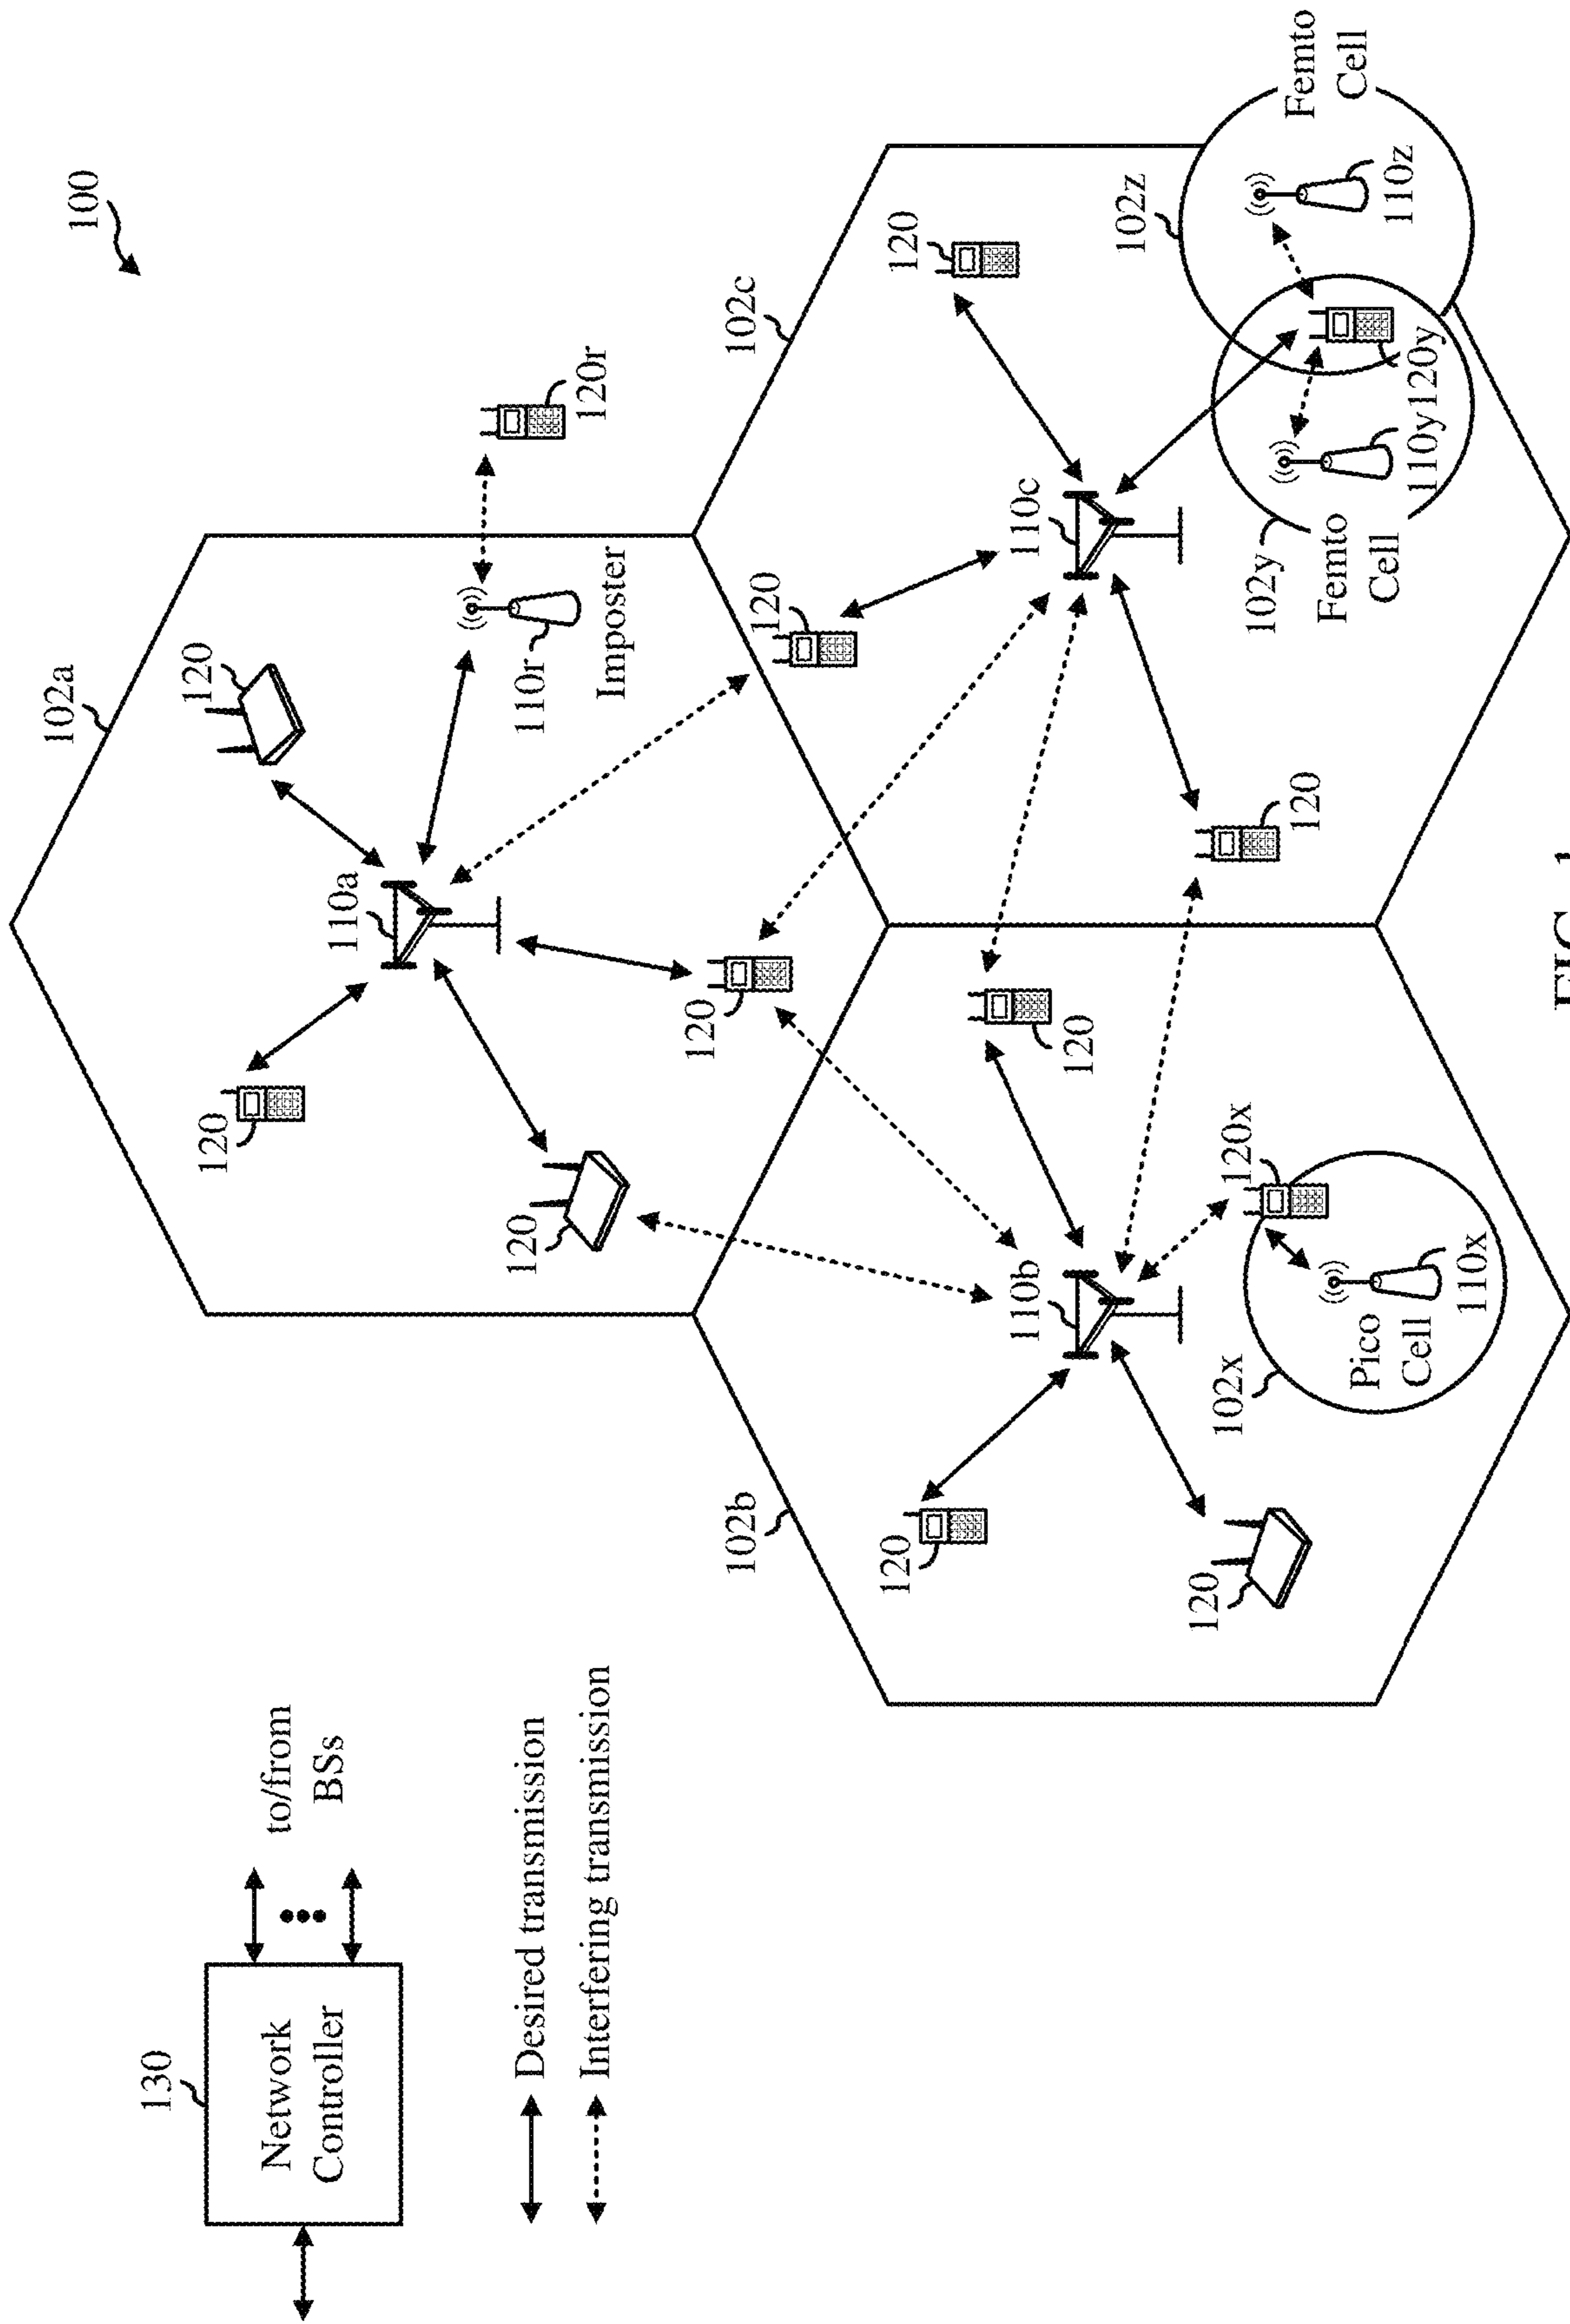 100
130
Network
Controller
to/from
BSs
Desired transmission
Interfering transmission
102a
120
120
110a
120
110r
Imposter
120r
120
120
102b
120
110b
120
120
120x
102x
Pico
Cell
110x
102c
120
120
110c
120
102z
Femto
Cell
110z
102y
Femto
Cell
110y
120y
FIG. 1